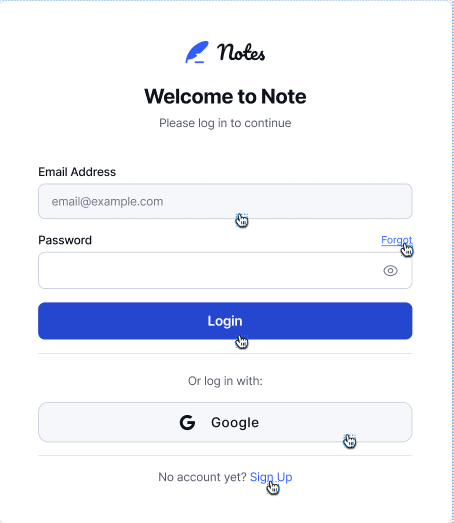 Notes
Welcome to Note
Please log in to continue
Email Address
email@example.com
Password Forgot
Login
Or log in with:
G Google
No account yet? Sign Up